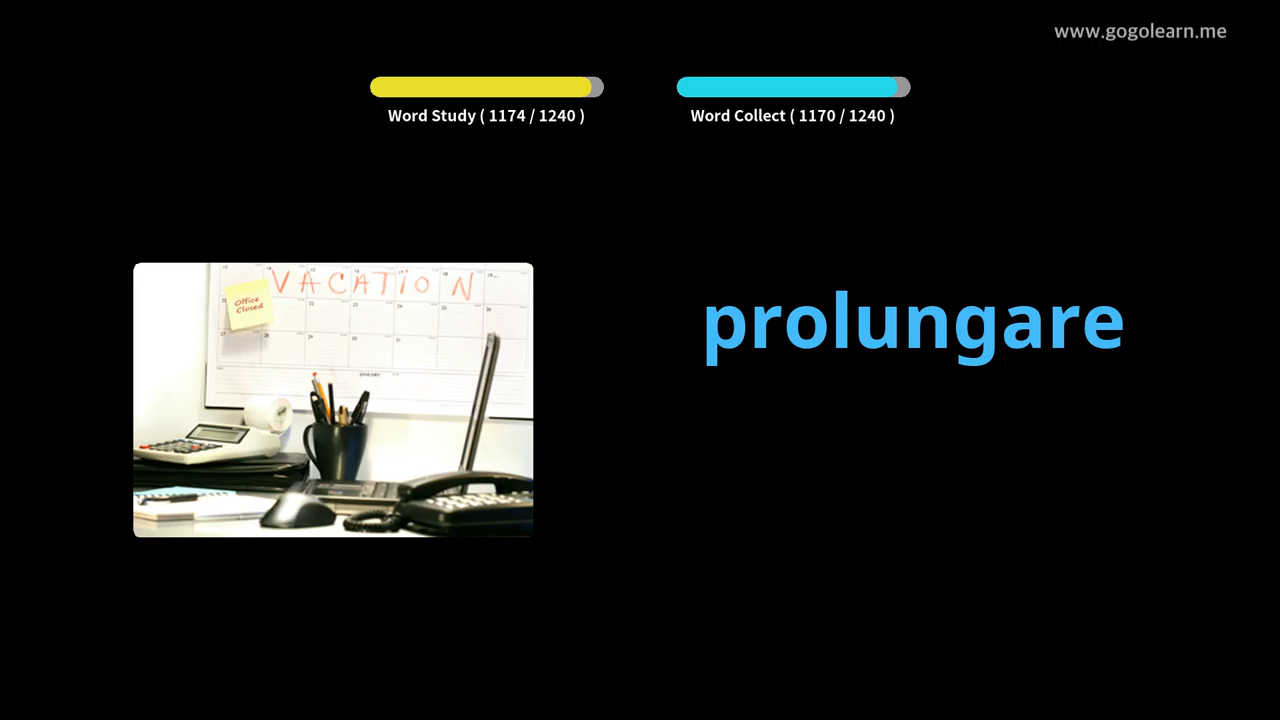 www.gogolearn.me
Word Study ( 1174 / 1240 )
Word Collect ( 1170 / 1240 )
VACATION
Office
Closed
prolungare